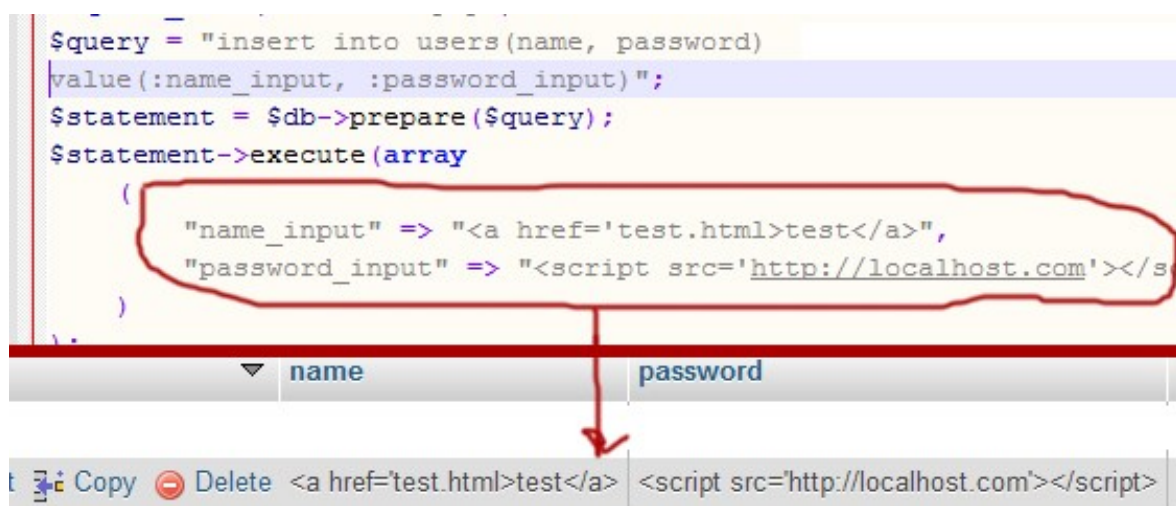 $query = "insert into users(name, password)
value(:name_input, :password_input)";
$statement = $db->prepare($query);
$statement->execute(array
(
"name_input" => "<a href='test.html>test</a>",
"password_input" => "<script src='http://localhost.com'></s
)
);
name password
t Copy Delete <a href='test.html>test</a> <script src='http://localhost.com'></script>